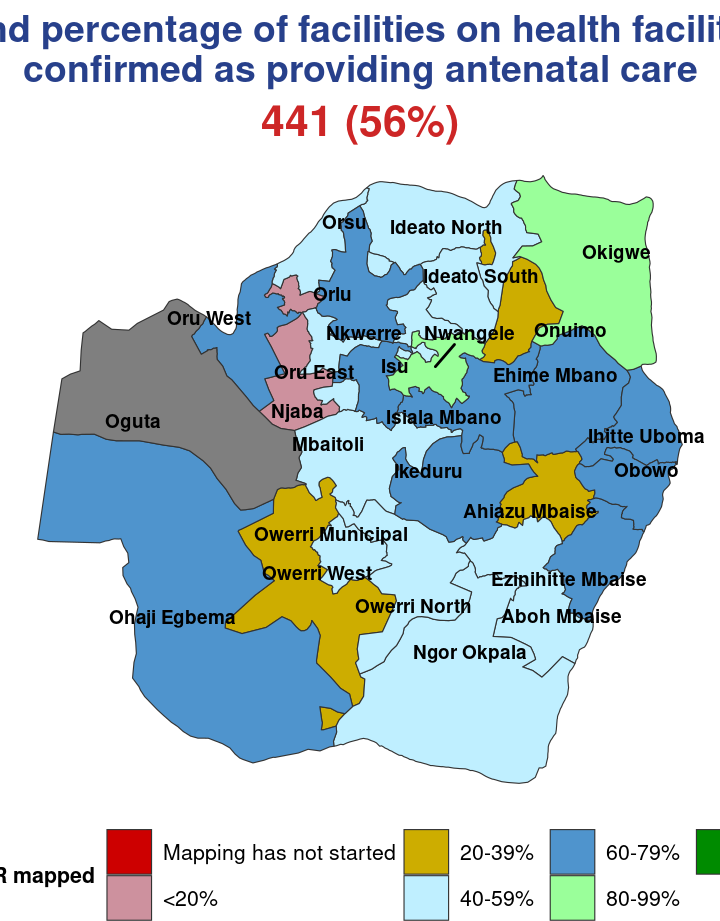 nd percentage of facilities on health facilit
confirmed as providing antenatal care
441 (56%)
Orsu
Ideato North
Okigwe
Ideato South
Orlu
Oru West
Nkwerre
Nwangele
Onuimo
Isu
Oru East
Ehime Mbano
Njaba
Isiala Mbano
Oguta
Mbaitoli
Ihitte Uboma
Ikeduru
Obowo
Ahiazu Mbaise
Owerri Municipal
Owerri West
Ezinihitte Mbaise
Owerri North
Ohaji Egbema
Aboh Mbaise
Ngor Okpala
R mapped
Mapping has not started
20-39%
60-79%
<20%
40-59%
80-99%